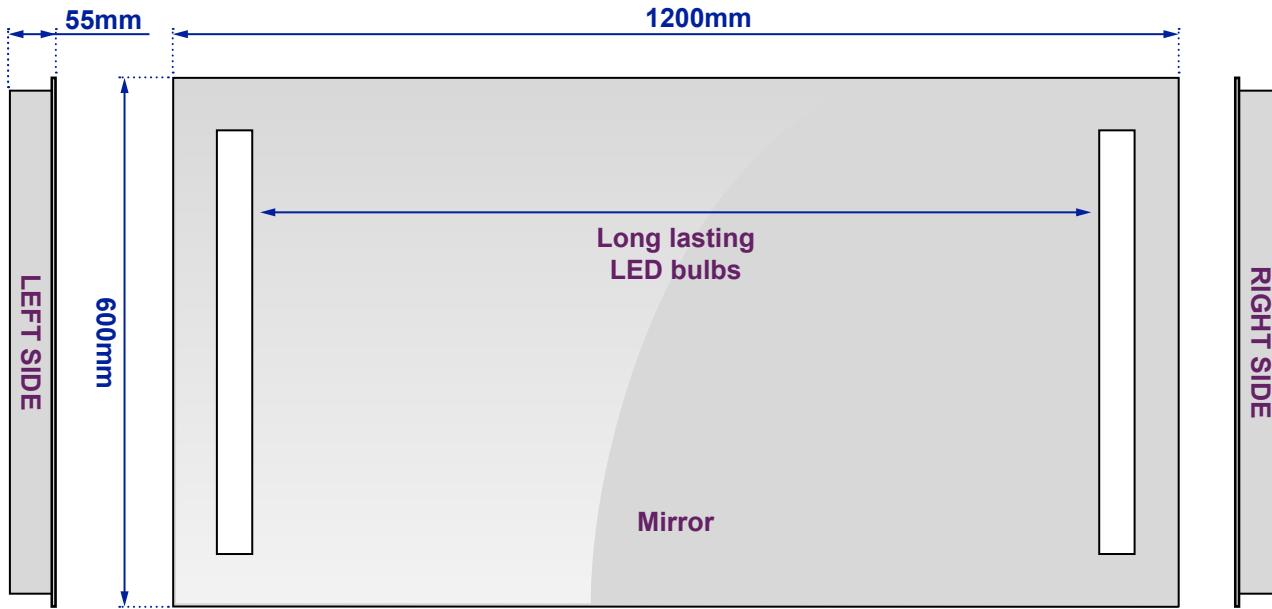 55mm
1200mm
Long lasting
LED bulbs
LEFT SIDE
600mm
RIGHT SIDE
Mirror